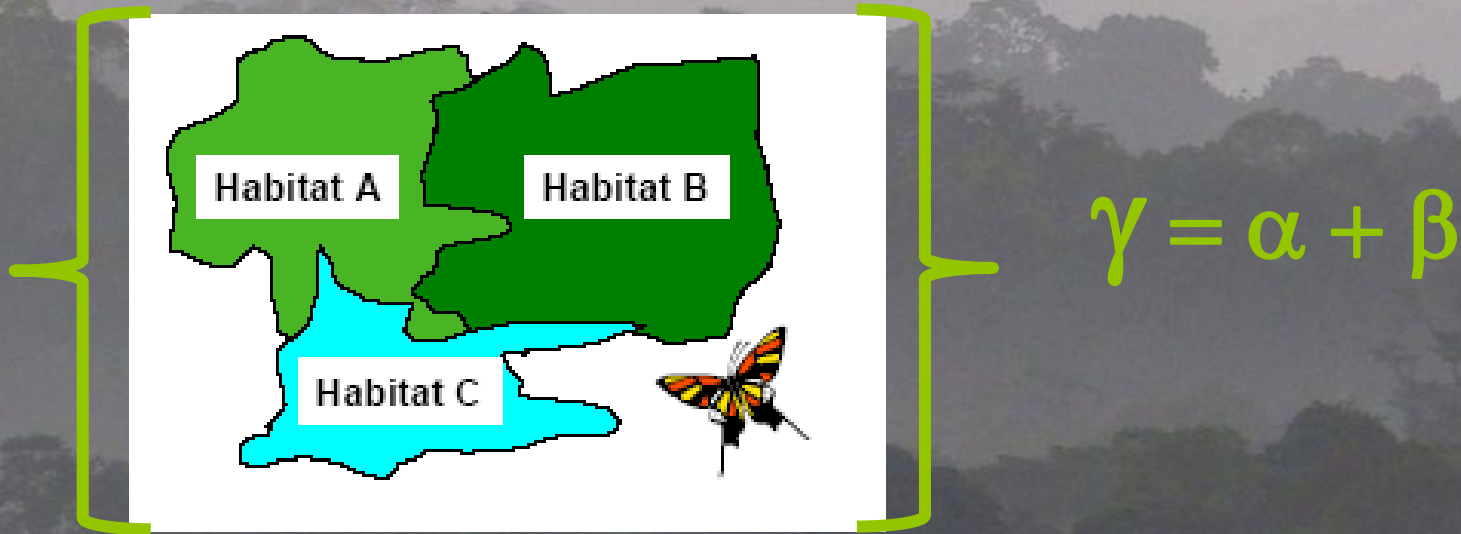 Habitat A
Habitat B
γ = α + β
Habitat C